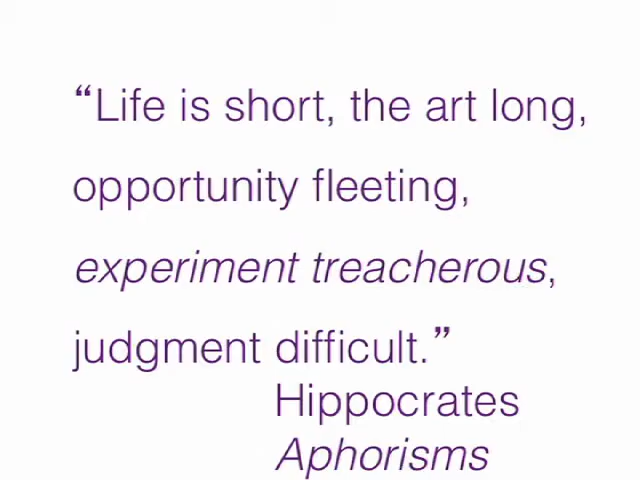 “Life is short, the art long,
opportunity fleeting,
experiment treacherous,
judgment difficult.”
Hippocrates
Aphorisms